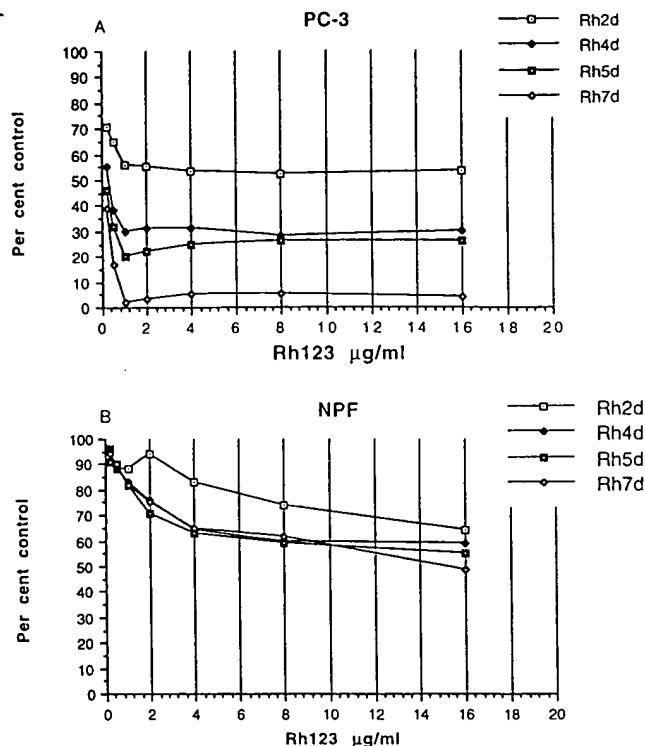 A
PC-3
Rh2d
Rh4d
Rh5d
Rh7d
Per cent control
100
90
80
70
60
50
40
30
20
10
0
0 2 4 6 8 10 12 14 16 18 20
Rh123 µg/ml
B
NPF
Rh2d
Rh4d
Rh5d
Rh7d
Per cent control
100
90
80
70
60
50
40
30
20
10
0
0 2 4 6 8 10 12 14 16 18 20
Rh123 µg/ml